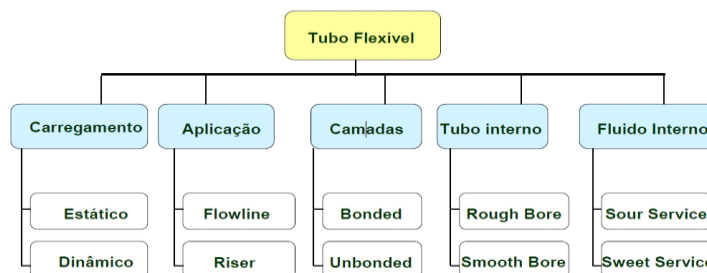 Tubo Flexível
Carregamento
Aplicação
Camadas
Tubo interno
Fluido Interno
Estático
Flowline
Bonded
Rough Bore
Sour Service
Dinâmico
Riser
Unbonded
Smooth Bore
Sweet Service